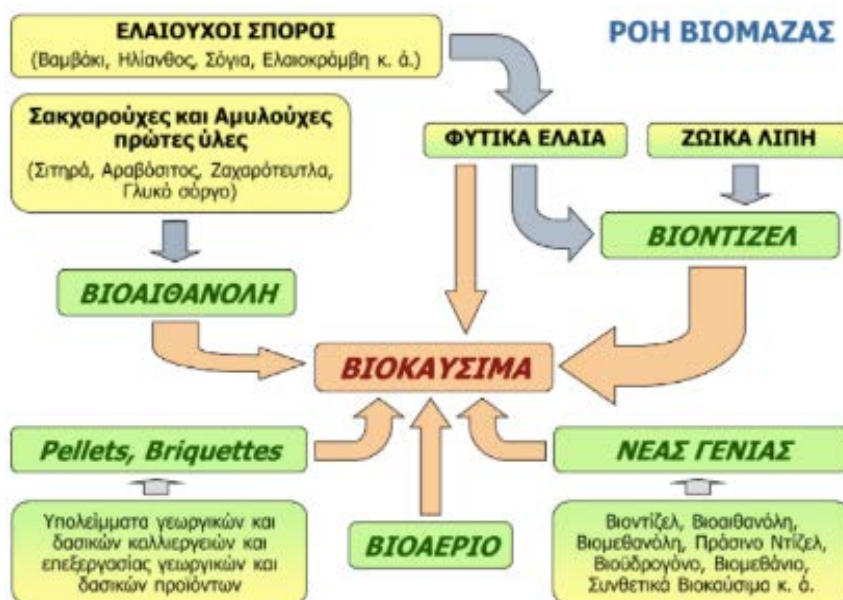 ΕΛΑΙΟΥΧΟΙ ΣΠΟΡΟΙ
(Βαμβάκι, Ηλίανθος, Σόγια, Ελαιοκράμβη κ. ά.)
ΡΟΗ ΒΙΟΜΑΖΑΣ
Σακχαρούχες και Αμυλούχες
πρώτες ύλες
(Σιτηρά, Αραβόσιτος, Ζαχαρότευτλα,
Γλυκό σόργο)
ΦΥΤΙΚΑ ΕΛΑΙΑ
ΖΩΙΚΑ ΛΙΠΗ
ΒΙΟΝΤΙΖΕΛ
ΒΙΟΑΙΘΑΝΟΛΗ
ΒΙΟΚΑΥΣΙΜΑ
Pellets, Briquettes
ΝΕΑΣ ΓΕΝΙΑΣ
Υπολείμματα γεωργικών και
δασικών καλλιεργειών και
επεξεργασίας γεωργικών και
δασικών προϊόντων
ΒΙΟΑΕΡΙΟ
Βιοντίζελ, Βιοαιθανόλη,
Βιομεθανόλη, Πράσινο Ντίζελ,
Βιοϋδρογόνο, Βιομεθάνιο,
Συνθετικά Βιοκαύσιμα κ. ά.